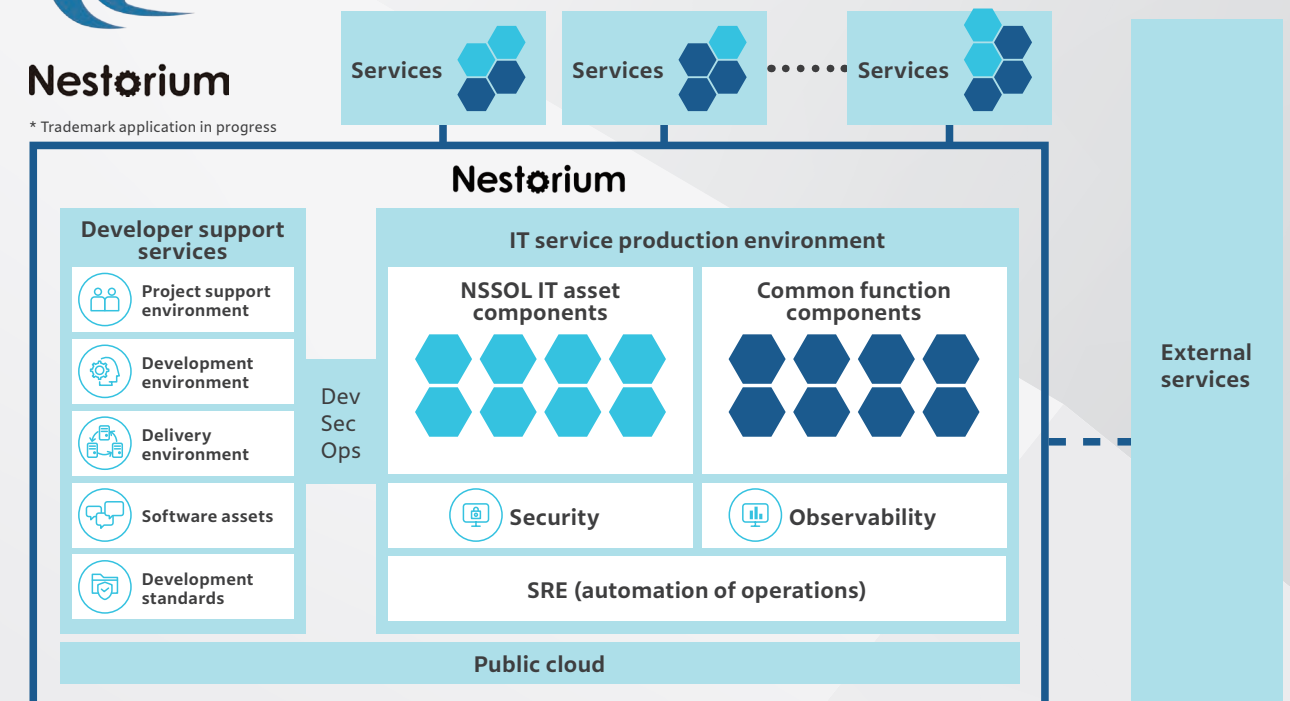 Nestorium
* Trademark application in progress
Services
Services
Services
Nestorium
Developer support
services
Project support
environment
Development
environment
Delivery
environment
Software assets
Development
standards
Dev
Sec
Ops
IT service production environment
NSSOL IT asset
components
Common function
components
Security
Observability
SRE (automation of operations)
Public cloud
External
services